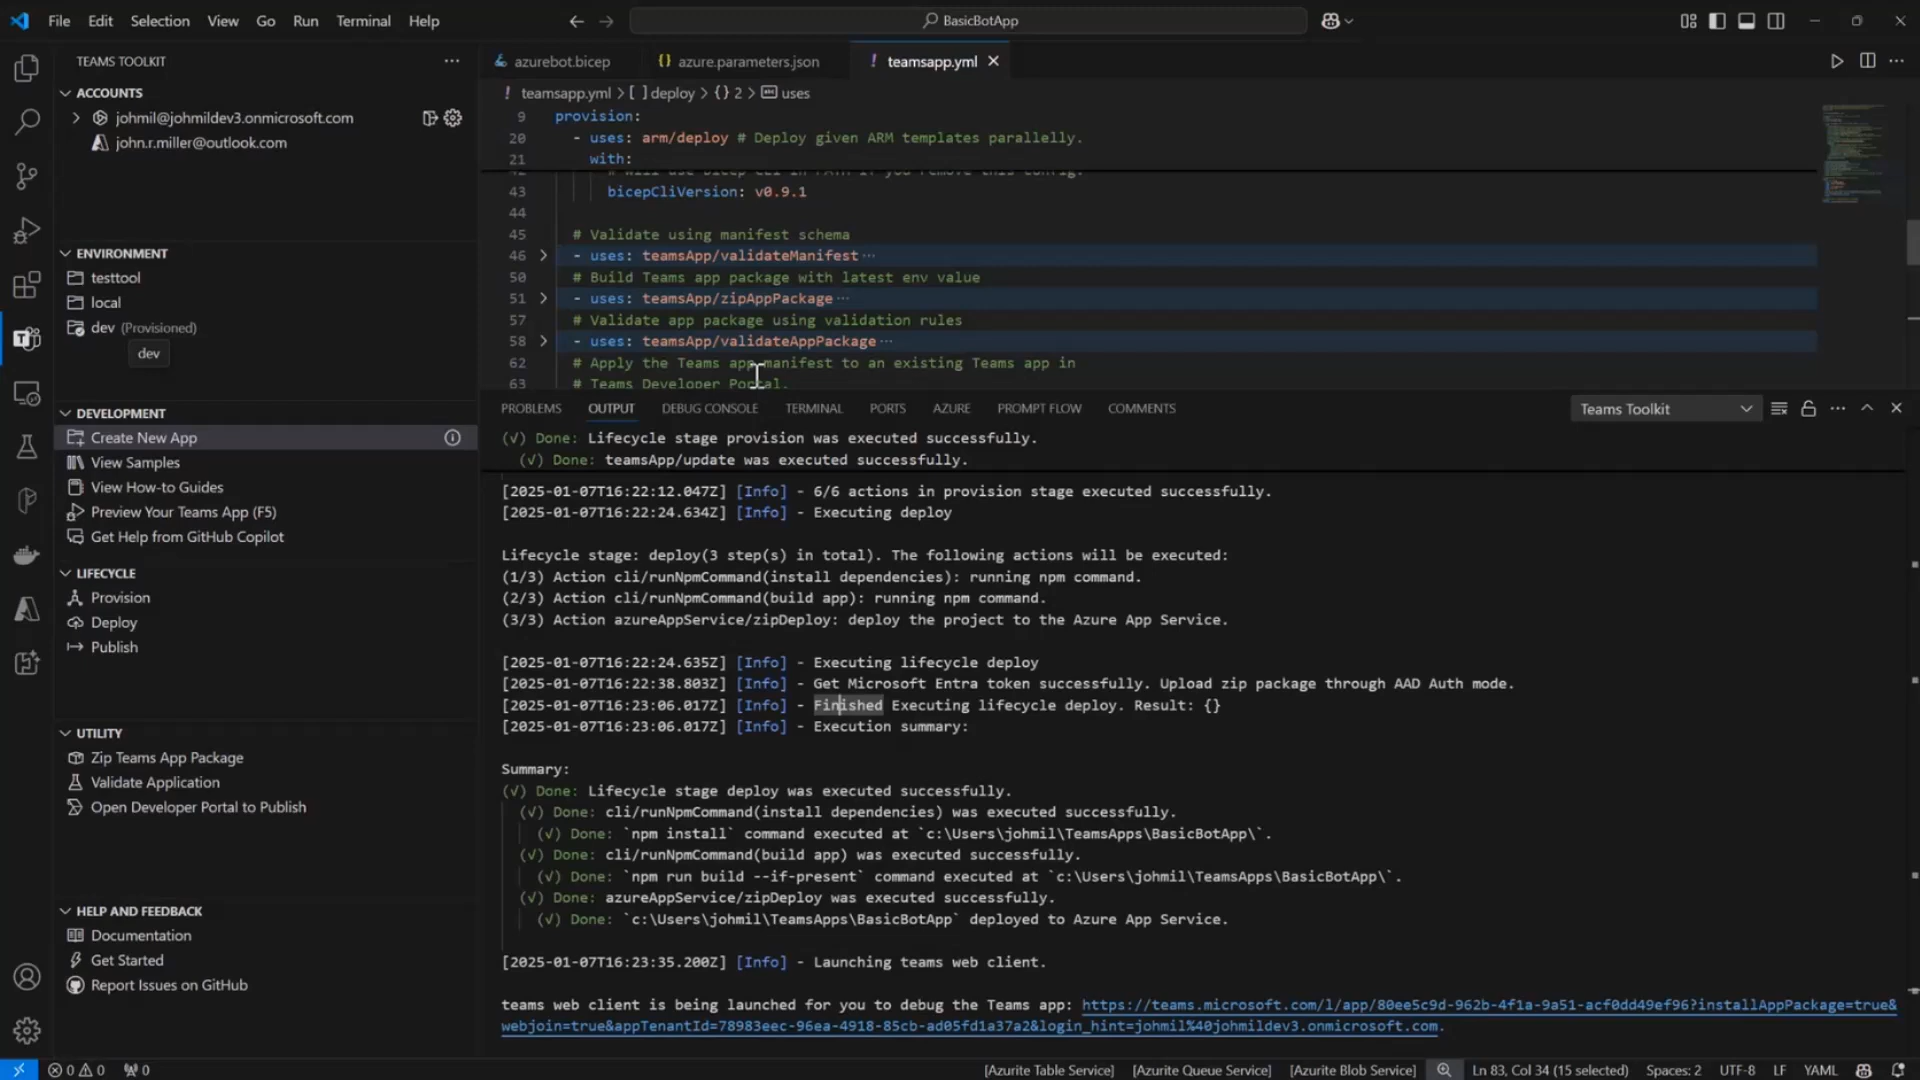 File Edit Selection View Go Run Terminal Help
BasicBotApp
TEAMS TOOLKIT
ACCOUNTS
johmil@johmildev3.onmicrosoft.com
john.r.miller@outlook.com
ENVIRONMENT
testtool
local
dev (Provisioned)
dev
DEVELOPMENT
Create New App
View Samples
View How-to Guides
Preview Your Teams App (F5)
Get Help from GitHub Copilot
LIFECYCLE
Provision
Deploy
Publish
UTILITY
Zip Teams App Package
Validate Application
Open Developer Portal to Publish
HELP AND FEEDBACK
Documentation
Get Started
Report Issues on GitHub
azurebot.bicep
azure.parameters.json
teamsapp.yml
teamsapp.yml > [ ] deploy > {} 2 > uses
9 provision:
20 - uses: arm/deploy # Deploy given ARM templates parallelly.
21 with:
42 # will use bicep CLI in PATH if you remove this config.
43 bicepCliVersion: v0.9.1
44
45 # Validate using manifest schema
46 - uses: teamsApp/validateManifest ···
50 # Build Teams app package with latest env value
51 - uses: teamsApp/zipAppPackage ···
57 # Validate app package using validation rules
58 - uses: teamsApp/validateAppPackage ···
62 # Apply the Teams app manifest to an existing Teams app in
63 # Teams Developer Portal.
PROBLEMS OUTPUT DEBUG CONSOLE TERMINAL PORTS AZURE PROMPT FLOW COMMENTS
Teams Toolkit
(√) Done: Lifecycle stage provision was executed successfully.
(√) Done: teamsApp/update was executed successfully.
[2025-01-07T16:22:12.047Z] [Info] - 6/6 actions in provision stage executed successfully.
[2025-01-07T16:22:24.634Z] [Info] - Executing deploy
Lifecycle stage: deploy(3 step(s) in total). The following actions will be executed:
(1/3) Action cli/runNpmCommand(install dependencies): running npm command.
(2/3) Action cli/runNpmCommand(build app): running npm command.
(3/3) Action azureAppService/zipDeploy: deploy the project to the Azure App Service.
[2025-01-07T16:22:24.635Z] [Info] - Executing lifecycle deploy
[2025-01-07T16:22:38.803Z] [Info] - Get Microsoft Entra token successfully. Upload zip package through AAD Auth mode.
[2025-01-07T16:23:06.017Z] [Info] - Finished Executing lifecycle deploy. Result: {}
[2025-01-07T16:23:06.017Z] [Info] - Execution summary:
Summary:
(√) Done: Lifecycle stage deploy was executed successfully.
(√) Done: cli/runNpmCommand(install dependencies) was executed successfully.
(√) Done: `npm install` command executed at `c:\Users\johmil\TeamsApps\BasicBotApp\`.
(√) Done: cli/runNpmCommand(build app) was executed successfully.
(√) Done: `npm run build --if-present` command executed at `c:\Users\johmil\TeamsApps\BasicBotApp\`.
(√) Done: azureAppService/zipDeploy was executed successfully.
(√) Done: `c:\Users\johmil\TeamsApps\BasicBotApp` deployed to Azure App Service.
[2025-01-07T16:23:35.200Z] [Info] - Launching teams web client.
teams web client is being launched for you to debug the Teams app: https://teams.microsoft.com/l/app/80ee5c9d-962b-4f1a-9a51-acf0dd49ef96?installAppPackage=true&
webjoin=true&appTenantId=78983eec-96ea-4918-85cb-ad05fd1a37a2&login_hint=johmil%40johmildev3.onmicrosoft.com.
0 0 0
[Azurite Table Service] [Azurite Queue Service] [Azurite Blob Service] Ln 83, Col 34 (15 selected) Spaces: 2 UTF-8 LF YAML